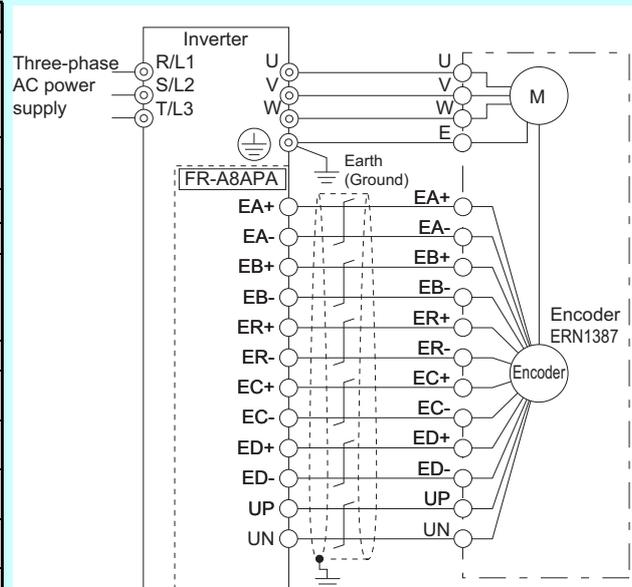 Inverter
Three-phase
AC power
supply
R/L1
S/L2
T/L3
U
V
W
U
V
W
E
M
Earth
(Ground)
FR-A8APA
EA+ EA+
EA- EA-
EB+ EB+
EB- EB-
ER+ ER+
ER- ER-
EC+ EC+
EC- EC-
ED+ ED+
ED- ED-
UP UP
UN UN
Encoder
ERN1387
Encoder